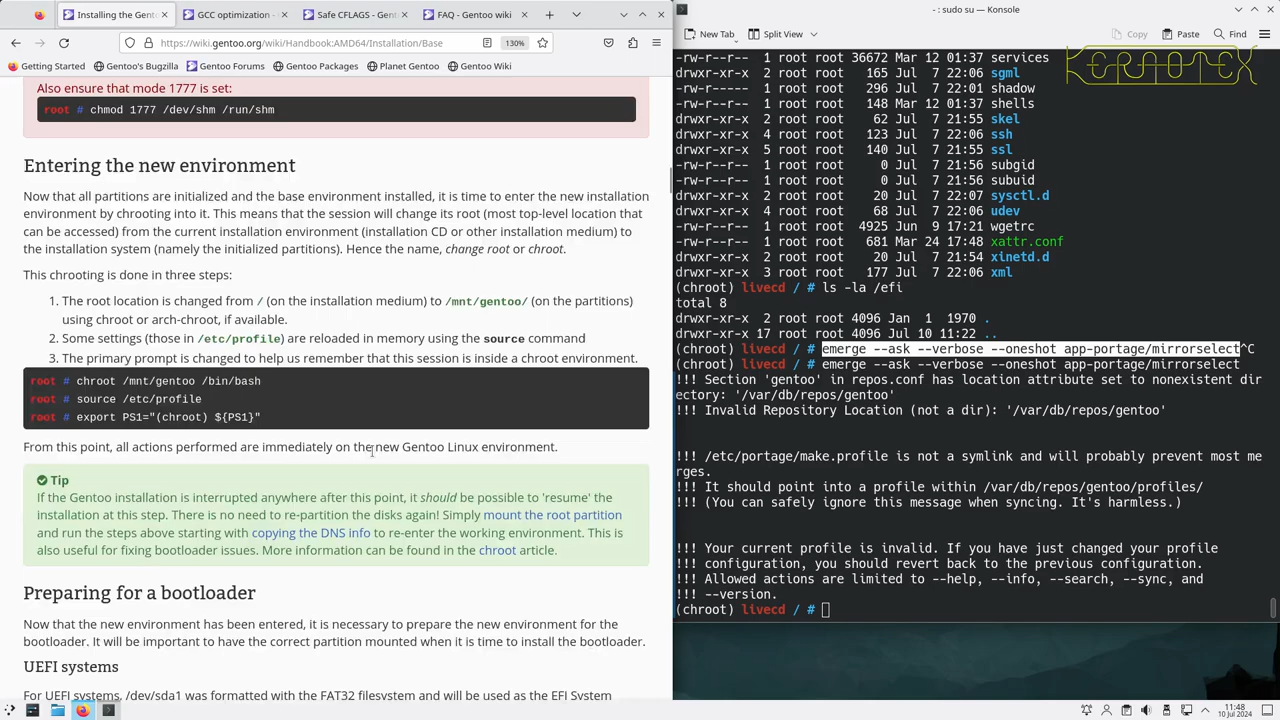 Installing the Gent
GCC optimization -
Safe CFLAGS - Gent
FAQ - Gentoo wiki
https://wiki.gentoo.org/wiki/Handbook:AMD64/Installation/Base
130%
Getting Started
Gentoo's Bugzilla
Gentoo Forums
Gentoo Packages
Planet Gentoo
Gentoo Wiki
Also ensure that mode 1777 is set:
root # chmod 1777 /dev/shm /run/shm
Entering the new environment
Now that all partitions are initialized and the base environment installed, it is time to enter the new installation
environment by chrooting into it. This means that the session will change its root (most top-level location that
can be accessed) from the current installation environment (installation CD or other installation medium) to
the installation system (namely the initialized partitions). Hence the name, change root or chroot.
This chrooting is done in three steps:
1. The root location is changed from / (on the installation medium) to /mnt/gentoo/ (on the partitions)
using chroot or arch-chroot, if available.
2. Some settings (those in /etc/profile) are reloaded in memory using the source command
3. The primary prompt is changed to help us remember that this session is inside a chroot environment.
root # chroot /mnt/gentoo /bin/bash
root # source /etc/profile
root # export PS1="(chroot) ${PS1}"
From this point, all actions performed are immediately on the new Gentoo Linux environment.
Tip
If the Gentoo installation is interrupted anywhere after this point, it should be possible to 'resume' the
installation at this step. There is no need to re-partition the disks again! Simply mount the root partition
and run the steps above starting with copying the DNS info to re-enter the working environment. This is
also useful for fixing bootloader issues. More information can be found in the chroot article.
Preparing for a bootloader
Now that the new environment has been entered, it is necessary to prepare the new environment for the
bootloader. It will be important to have the correct partition mounted when it is time to install the bootloader.
UEFI systems
For UEFI systems, /dev/sda1 was formatted with the FAT32 filesystem and will be used as the EFI System
- : sudo su — Konsole
New Tab
Split View
Copy
Paste
Find
KEROOTEX
-rw-r--r-- 1 root root 36672 Mar 12 01:37 services
drwxr-xr-x 2 root root 165 Jul 7 22:06 sgml
-rw-r----- 1 root root 296 Jul 7 22:01 shadow
-rw-r--r-- 1 root root 148 Mar 12 01:37 shells
drwxr-xr-x 2 root root 67 Jul 7 21:55 skel
drwxr-xr-x 4 root root 123 Jul 7 22:06 ssh
drwxr-xr-x 5 root root 140 Jul 7 21:55 ssl
-rw-r--r-- 1 root root 0 Jul 7 21:56 subgid
-rw-r--r-- 1 root root 0 Jul 7 21:56 subuid
drwxr-xr-x 2 root root 20 Jul 7 22:07 sysctl.d
drwxr-xr-x 4 root root 68 Jul 7 22:06 udev
-rw-r--r-- 1 root root 4925 Jun 9 17:21 wgetrc
-rw-r--r-- 1 root root 681 Mar 24 17:48 xattr.conf
drwxr-xr-x 2 root root 20 Jul 7 21:54 xinetd.d
drwxr-xr-x 3 root root 177 Jul 7 22:06 xml
(chroot) livecd / # ls -la /efi
total 8
drwxr-xr-x 2 root root 4096 Jan 1 1970 .
drwxr-xr-x 17 root root 4096 Jul 10 11:22 ..
(chroot) livecd / # emerge --ask --verbose --oneshot app-portage/mirrorselect^C
(chroot) livecd / # emerge --ask --verbose --oneshot app-portage/mirrorselect
!!! Section 'gentoo' in repos.conf has location attribute set to nonexistent dir
ectory: '/var/db/repos/gentoo'
!!! Invalid Repository Location (not a dir): '/var/db/repos/gentoo'
!!! /etc/portage/make.profile is not a symlink and will probably prevent most me
rges.
!!! It should point into a profile within /var/db/repos/gentoo/profiles/
!!! (You can safely ignore this message when syncing. It's harmless.)
!!! Your current profile is invalid. If you have just changed your profile
!!! configuration, you should revert back to the previous configuration.
!!! Allowed actions are limited to --help, --info, --search, --sync, and
!!! --version.
(chroot) livecd / #
11:48
10 Jul 2024